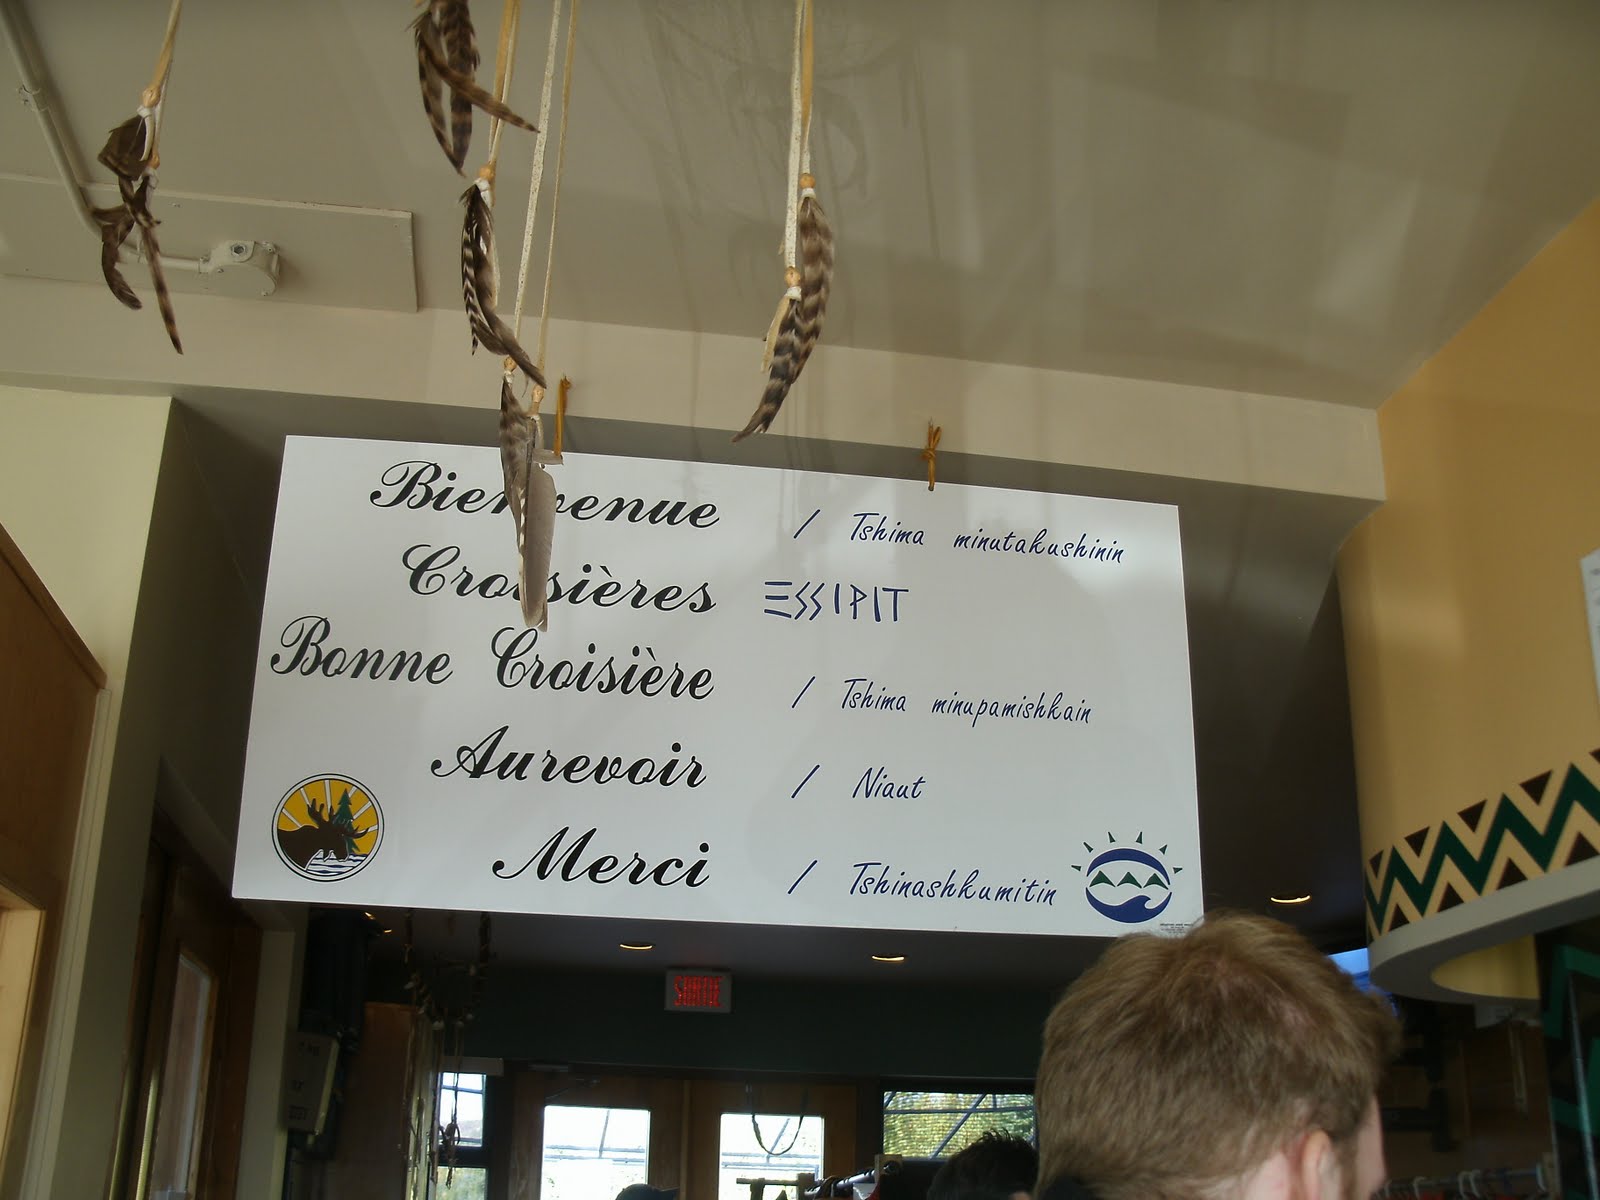 Bienvenue / Tshima minutakushinin
Croisières ESSIPIT
Bonne Croisière / Tshima minupamishkain
Aurevoir / Niaut
Merci / Tshinashkumitin
SORTIE